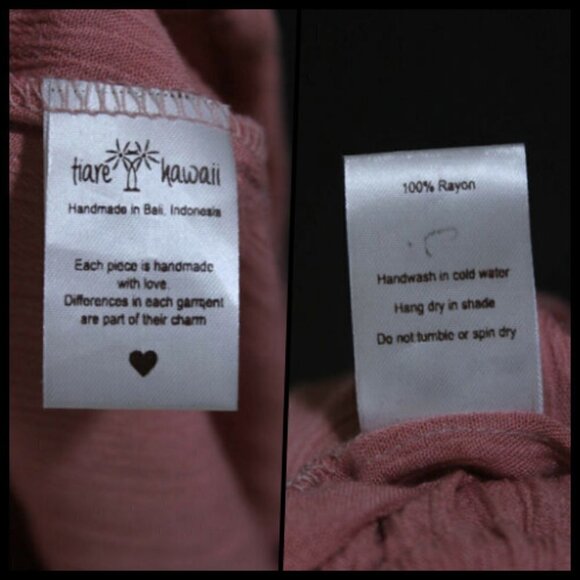 tiare hawaii
Handmade in Bali, Indonesia
Each piece is handmade
with love.
Differences in each garment
are part of their charm
100% Rayon
Handwash in cold water
Hang dry in shade
Do not tumble or spin dry